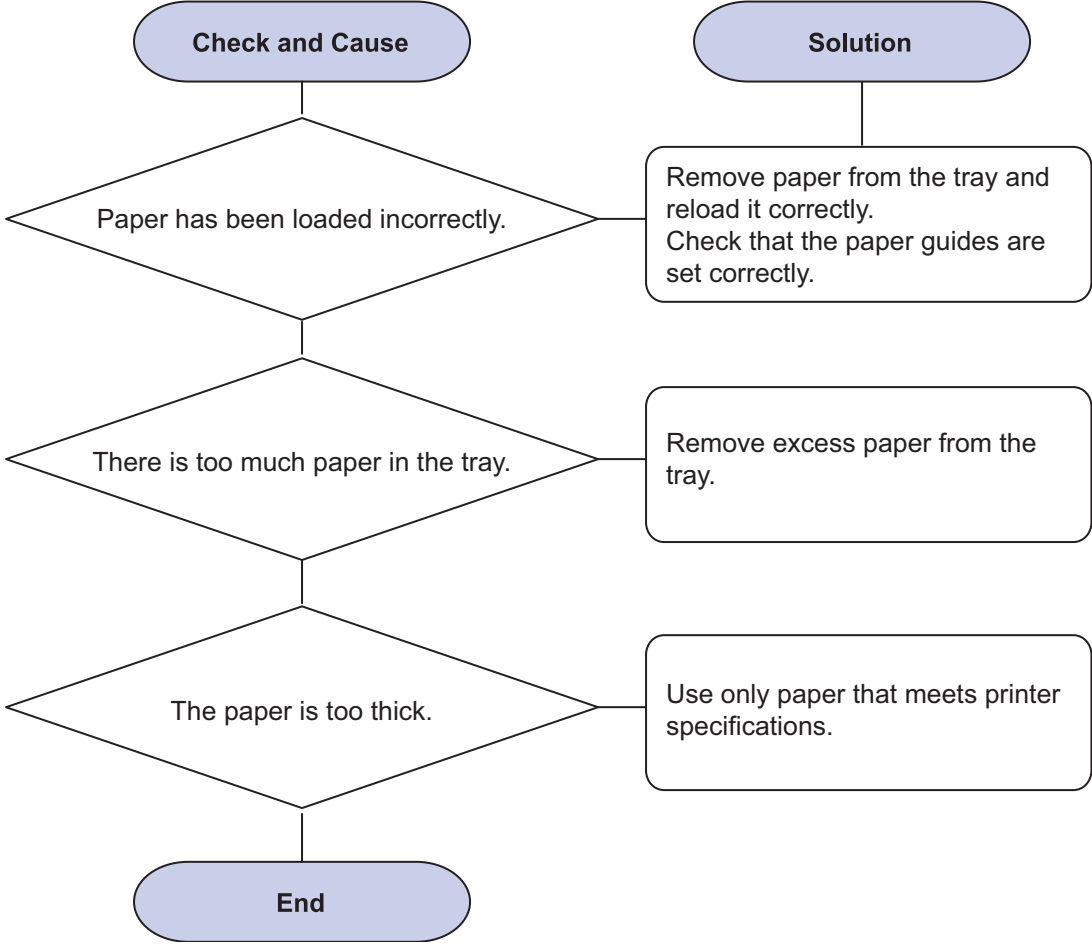 Check and Cause
Solution
Paper has been loaded incorrectly.
Remove paper from the tray and
reload it correctly.
Check that the paper guides are
set correctly.
There is too much paper in the tray.
Remove excess paper from the
tray.
The paper is too thick.
Use only paper that meets printer
specifications.
End